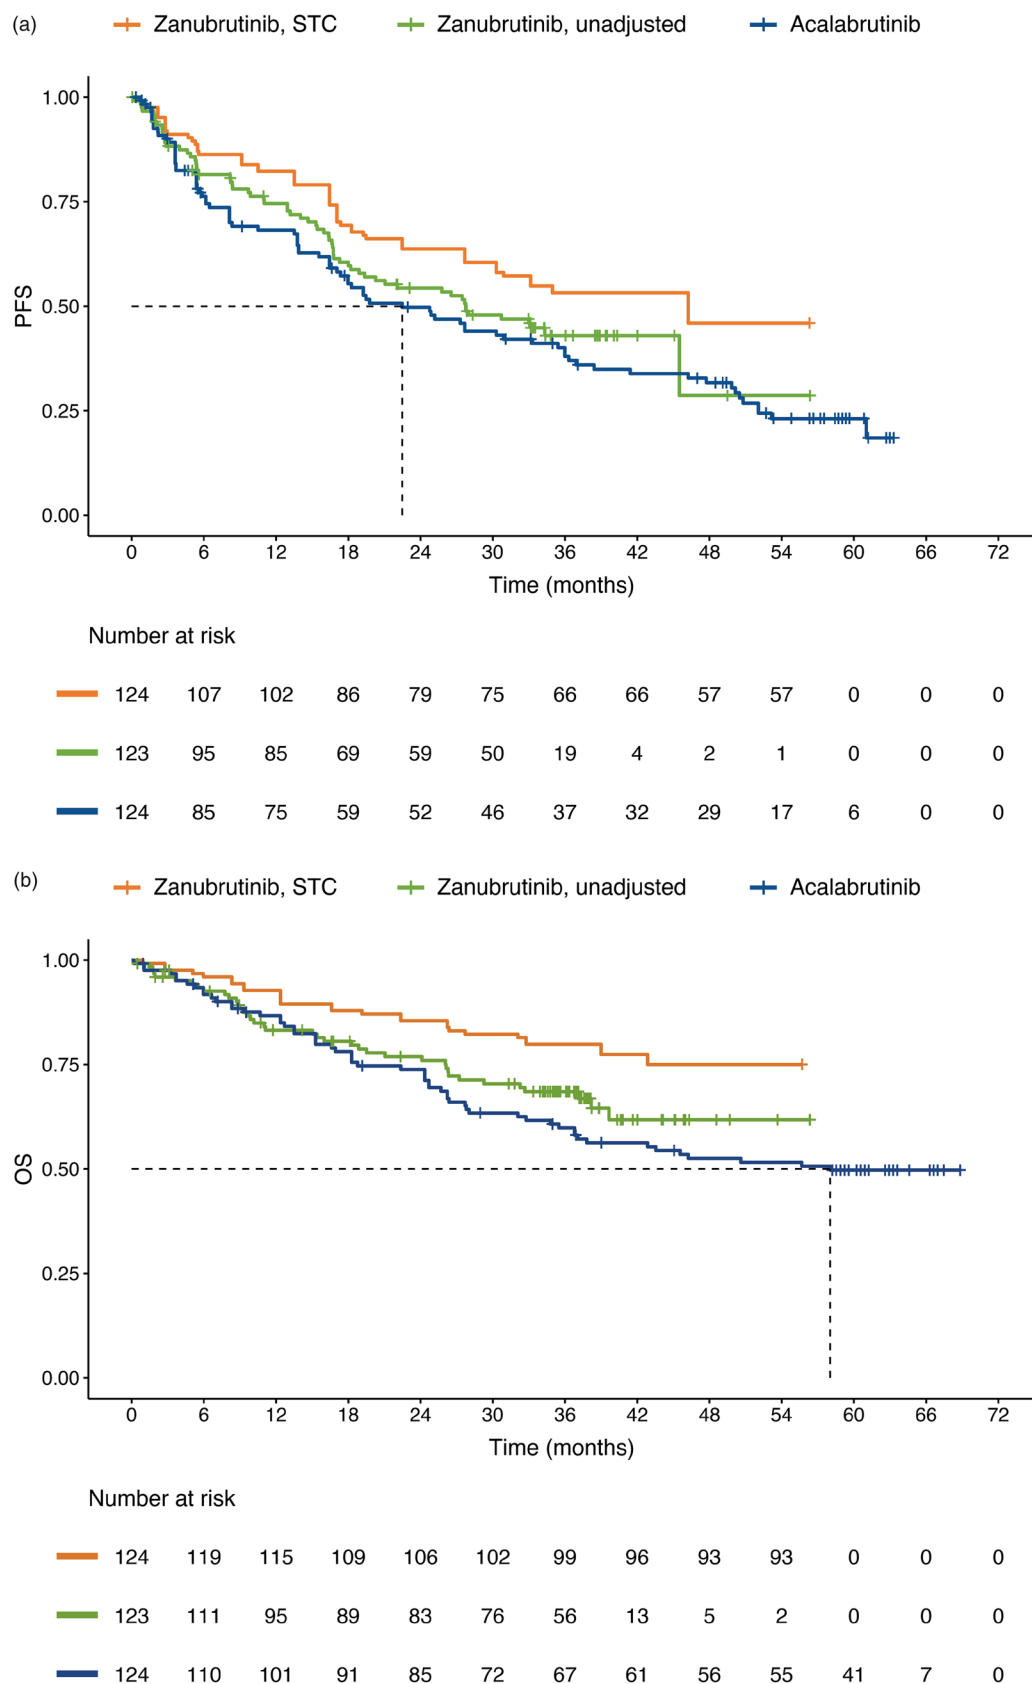 (a)
Zanubrutinib, STC Zanubrutinib, unadjusted Acalabrutinib
1.00
0.75
0.50
0.25
0.00
PFS
0 6 12 18 24 30 36 42 48 54 60 66 72
Time (months)
Number at risk
124 107 102 86 79 75 66 66 57 57 0 0 0
123 95 85 69 59 50 19 4 2 1 0 0 0
124 85 75 59 52 46 37 32 29 17 6 0 0
(b)
Zanubrutinib, STC Zanubrutinib, unadjusted Acalabrutinib
1.00
0.75
0.50
0.25
0.00
OS
0 6 12 18 24 30 36 42 48 54 60 66 72
Time (months)
Number at risk
124 119 115 109 106 102 99 96 93 93 0 0 0
123 111 95 89 83 76 56 13 5 2 0 0 0
124 110 101 91 85 72 67 61 56 55 41 7 0